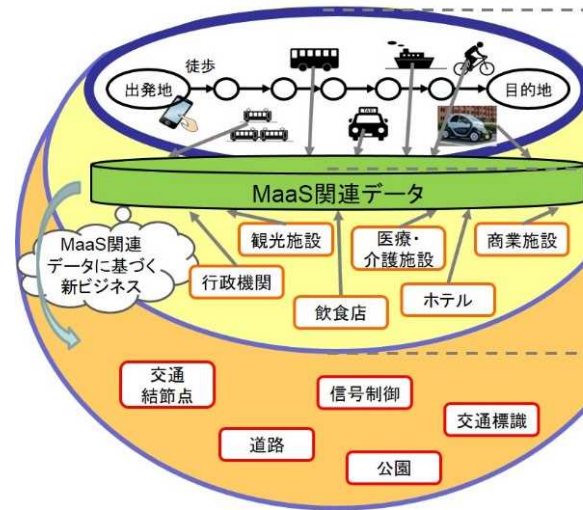 徒歩
出発地
目的地
TAXI
MaaS関連データ
MaaS関連
データに基づく
新ビジネス
観光施設
医療・
介護施設
商業施設
行政機関
飲食店
ホテル
交通
結節点
信号制御
交通標識
道路
公園